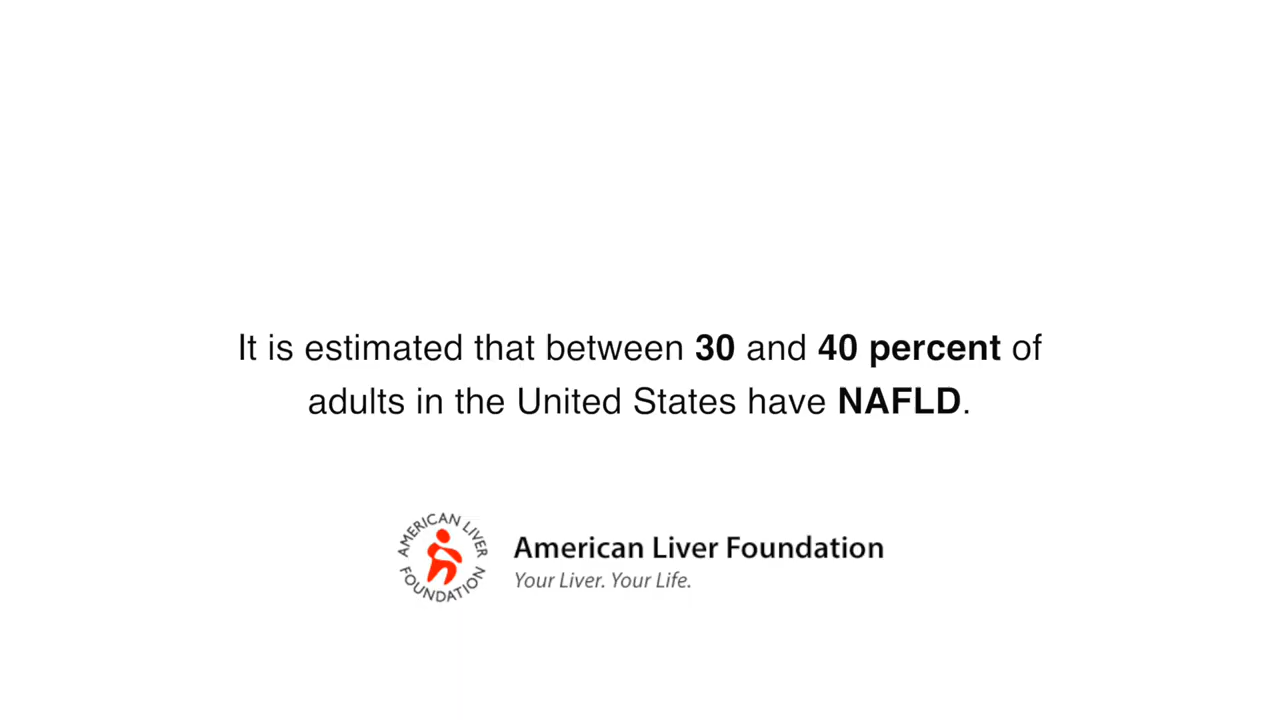 It is estimated that between 30 and 40 percent of
adults in the United States have NAFLD.
AMERICAN LIVER
FOUNDATION
American Liver Foundation
Your Liver. Your Life.